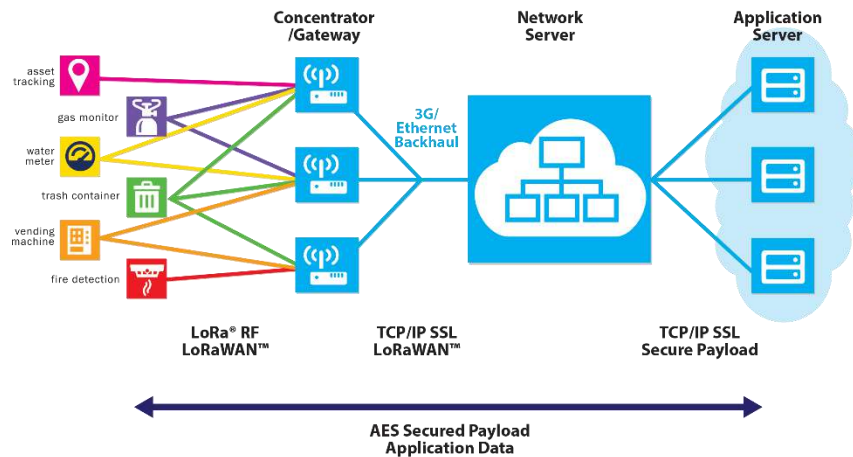 Concentrator
/Gateway
Network
Server
Application
Server
asset
tracking
gas monitor
water
meter
trash container
vending
machine
fire detection
3G/
Ethernet
Backhaul
LoRa® RF
LoRaWAN™
TCP/IP SSL
LoRaWAN™
TCP/IP SSL
Secure Payload
AES Secured Payload
Application Data